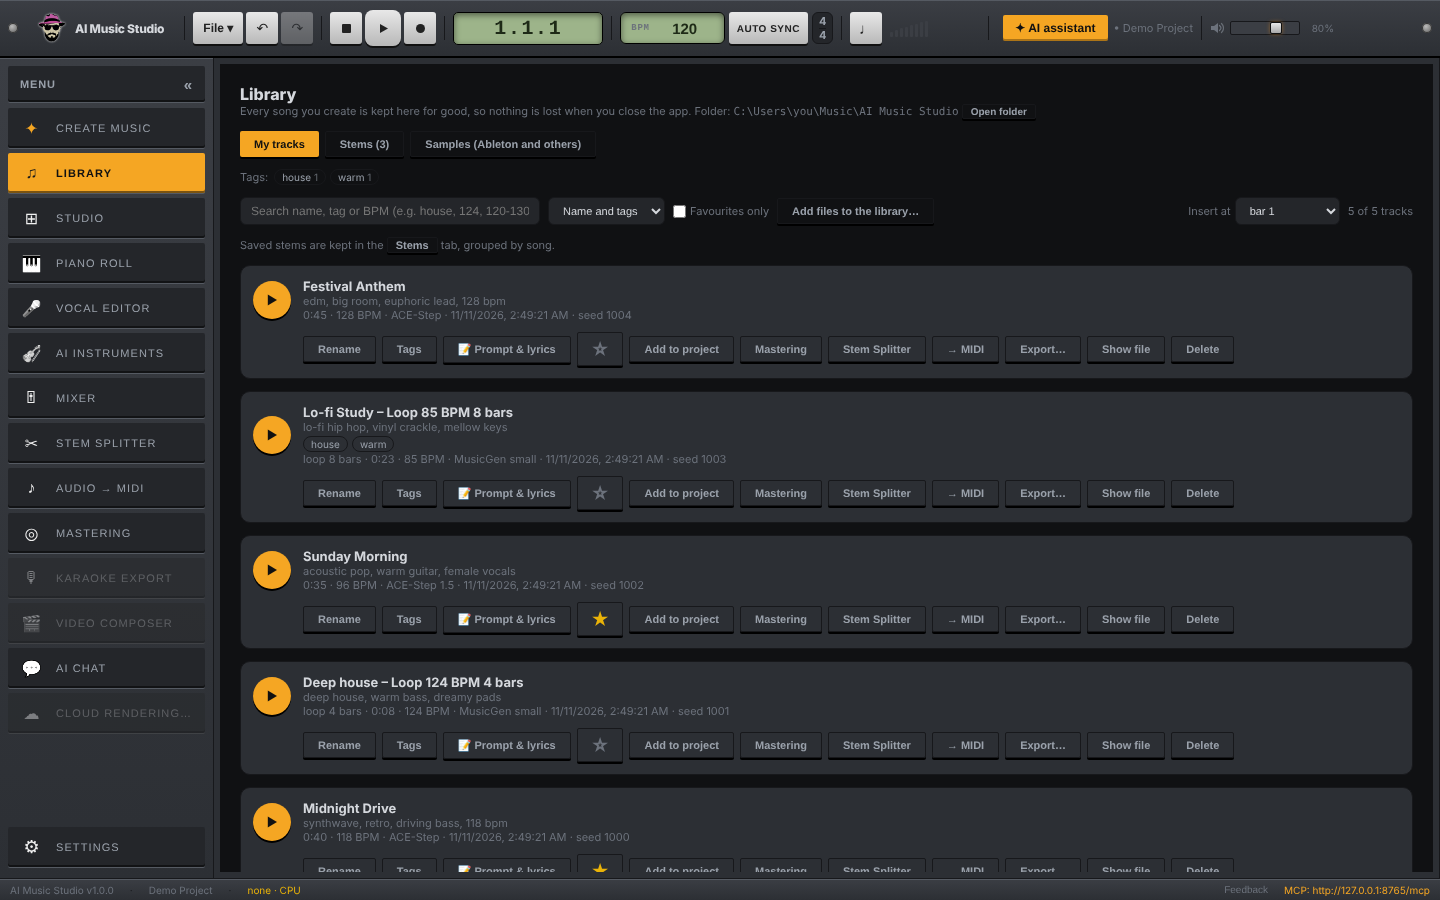 AI Music Studio
File ▾
1.1.1
BPM 120
AUTO SYNC
4
4
✦ AI assistant
• Demo Project
80%
MENU «
CREATE MUSIC
LIBRARY
STUDIO
PIANO ROLL
VOCAL EDITOR
AI INSTRUMENTS
MIXER
STEM SPLITTER
AUDIO → MIDI
MASTERING
KARAOKE EXPORT
VIDEO COMPOSER
AI CHAT
CLOUD RENDERING…
SETTINGS
Library
Every song you create is kept here for good, so nothing is lost when you close the app. Folder: C:\Users\you\Music\AI Music Studio Open folder
My tracks Stems (3) Samples (Ableton and others)
Tags: house 1 warm 1
Search name, tag or BPM (e.g. house, 124, 120-130 Name and tags Favourites only Add files to the library… Insert at bar 1 5 of 5 tracks
Saved stems are kept in the Stems tab, grouped by song.
Festival Anthem
edm, big room, euphoric lead, 128 bpm
0:45 · 128 BPM · ACE-Step · 11/11/2026, 2:49:21 AM · seed 1004
Rename Tags Prompt & lyrics Add to project Mastering Stem Splitter → MIDI Export… Show file Delete
Lo-fi Study – Loop 85 BPM 8 bars
lo-fi hip hop, vinyl crackle, mellow keys
house warm
loop 8 bars · 0:23 · 85 BPM · MusicGen small · 11/11/2026, 2:49:21 AM · seed 1003
Rename Tags Prompt & lyrics Add to project Mastering Stem Splitter → MIDI Export… Show file Delete
Sunday Morning
acoustic pop, warm guitar, female vocals
0:35 · 96 BPM · ACE-Step 1.5 · 11/11/2026, 2:49:21 AM · seed 1002
Rename Tags Prompt & lyrics Add to project Mastering Stem Splitter → MIDI Export… Show file Delete
Deep house – Loop 124 BPM 4 bars
deep house, warm bass, dreamy pads
loop 4 bars · 0:08 · 124 BPM · MusicGen small · 11/11/2026, 2:49:21 AM · seed 1001
Rename Tags Prompt & lyrics Add to project Mastering Stem Splitter → MIDI Export… Show file Delete
Midnight Drive
synthwave, retro, driving bass, 118 bpm
0:40 · 118 BPM · ACE-Step · 11/11/2026, 2:49:21 AM · seed 1000
Rename Tags Prompt & lyrics Add to project Mastering Stem Splitter → MIDI Export… Show file Delete
AI Music Studio v1.0.0 · Demo Project · none · CPU Feedback MCP: http://127.0.0.1:8765/mcp